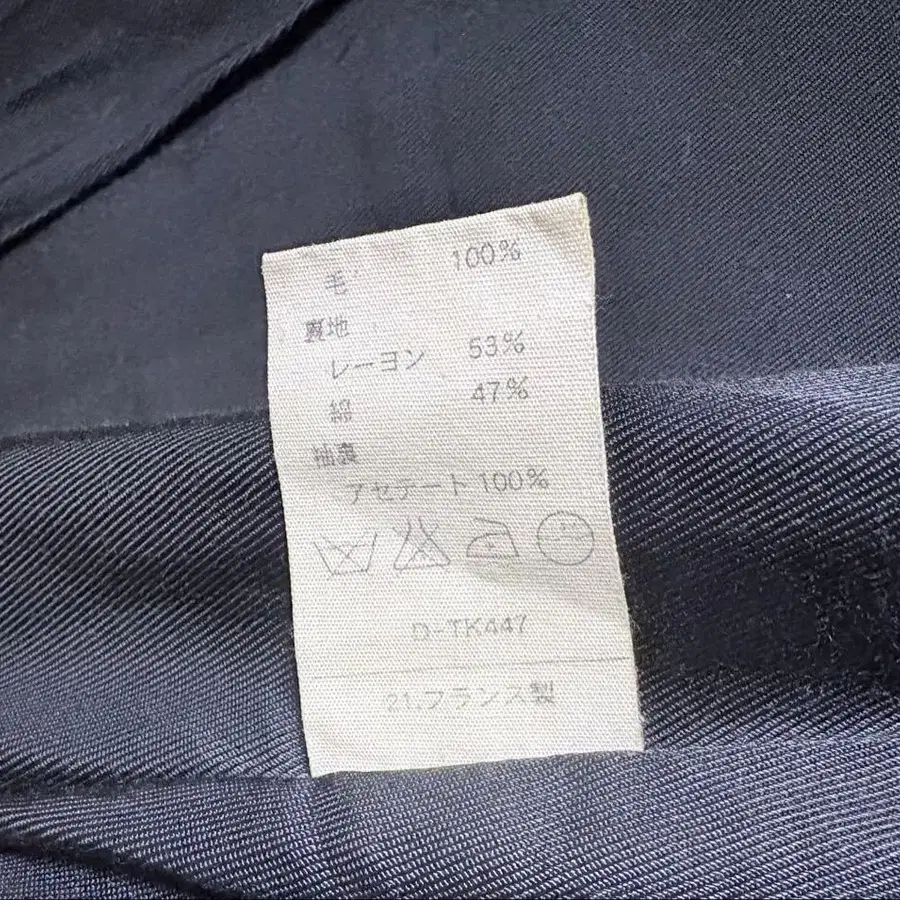 毛 100%
裏地
レーヨン 53%
綿 47%
袖裏
アセテート 100%
D-TK447
21.フランス製